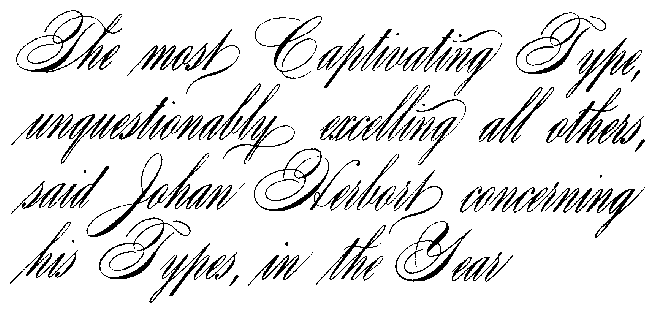 The most Captivating Type,
unquestionably excelling all others,
said Johan Herbort concerning
his Types, in the Year